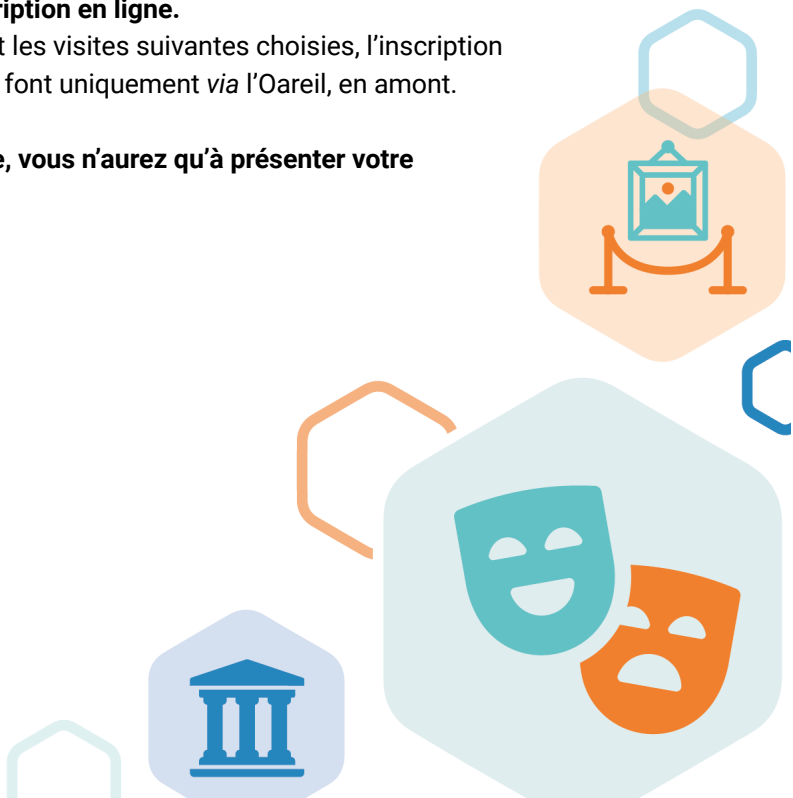 ription en ligne.
t les visites suivantes choisies, l’inscription
font uniquement via l’Oareil, en amont.
e, vous n’aurez qu’à présenter votre